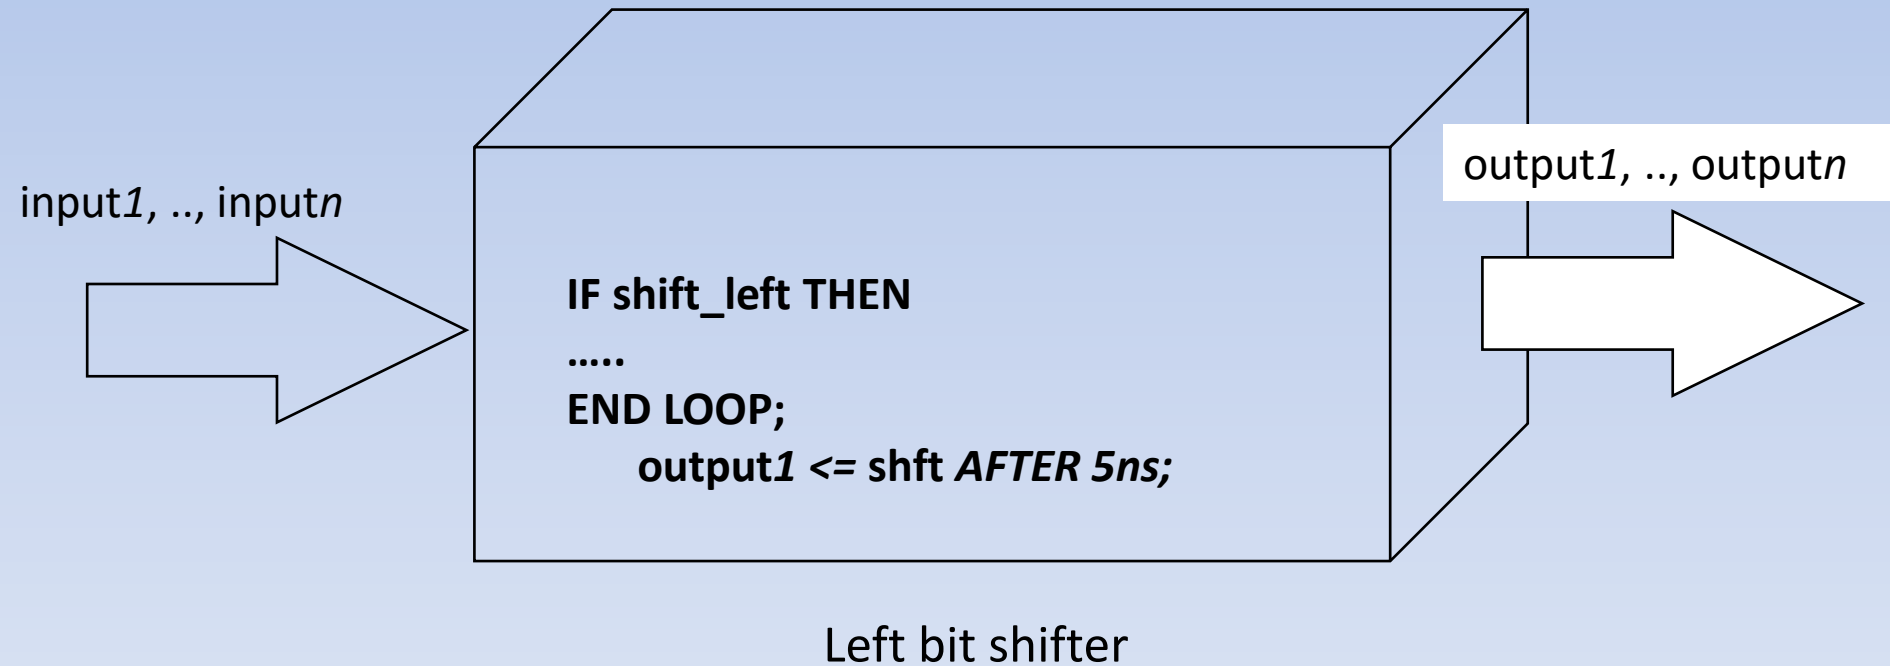 input1, .., inputn
output1, .., outputn
IF shift_left THEN
.....
END LOOP;
output1 <= shft AFTER 5ns;
Left bit shifter